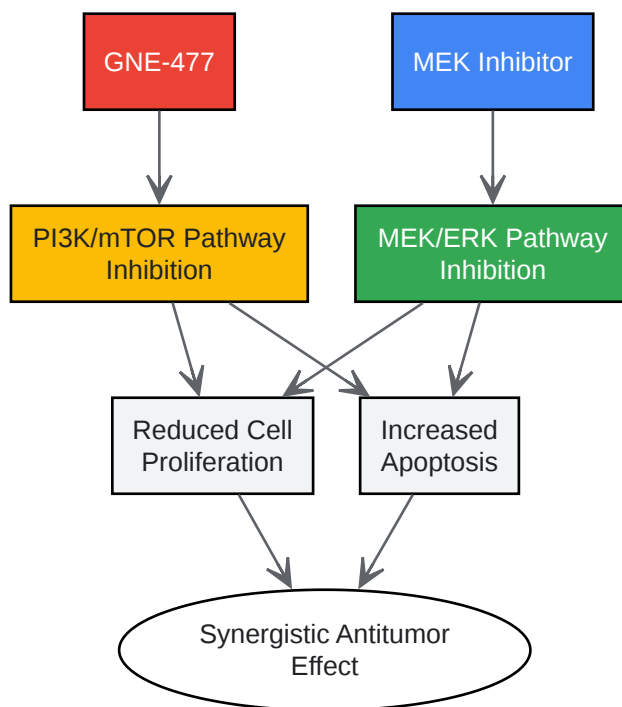 GNE-477
MEK Inhibitor
PI3K/mTOR Pathway
Inhibition
MEK/ERK Pathway
Inhibition
Reduced Cell
Proliferation
Increased
Apoptosis
Synergistic Antitumor
Effect